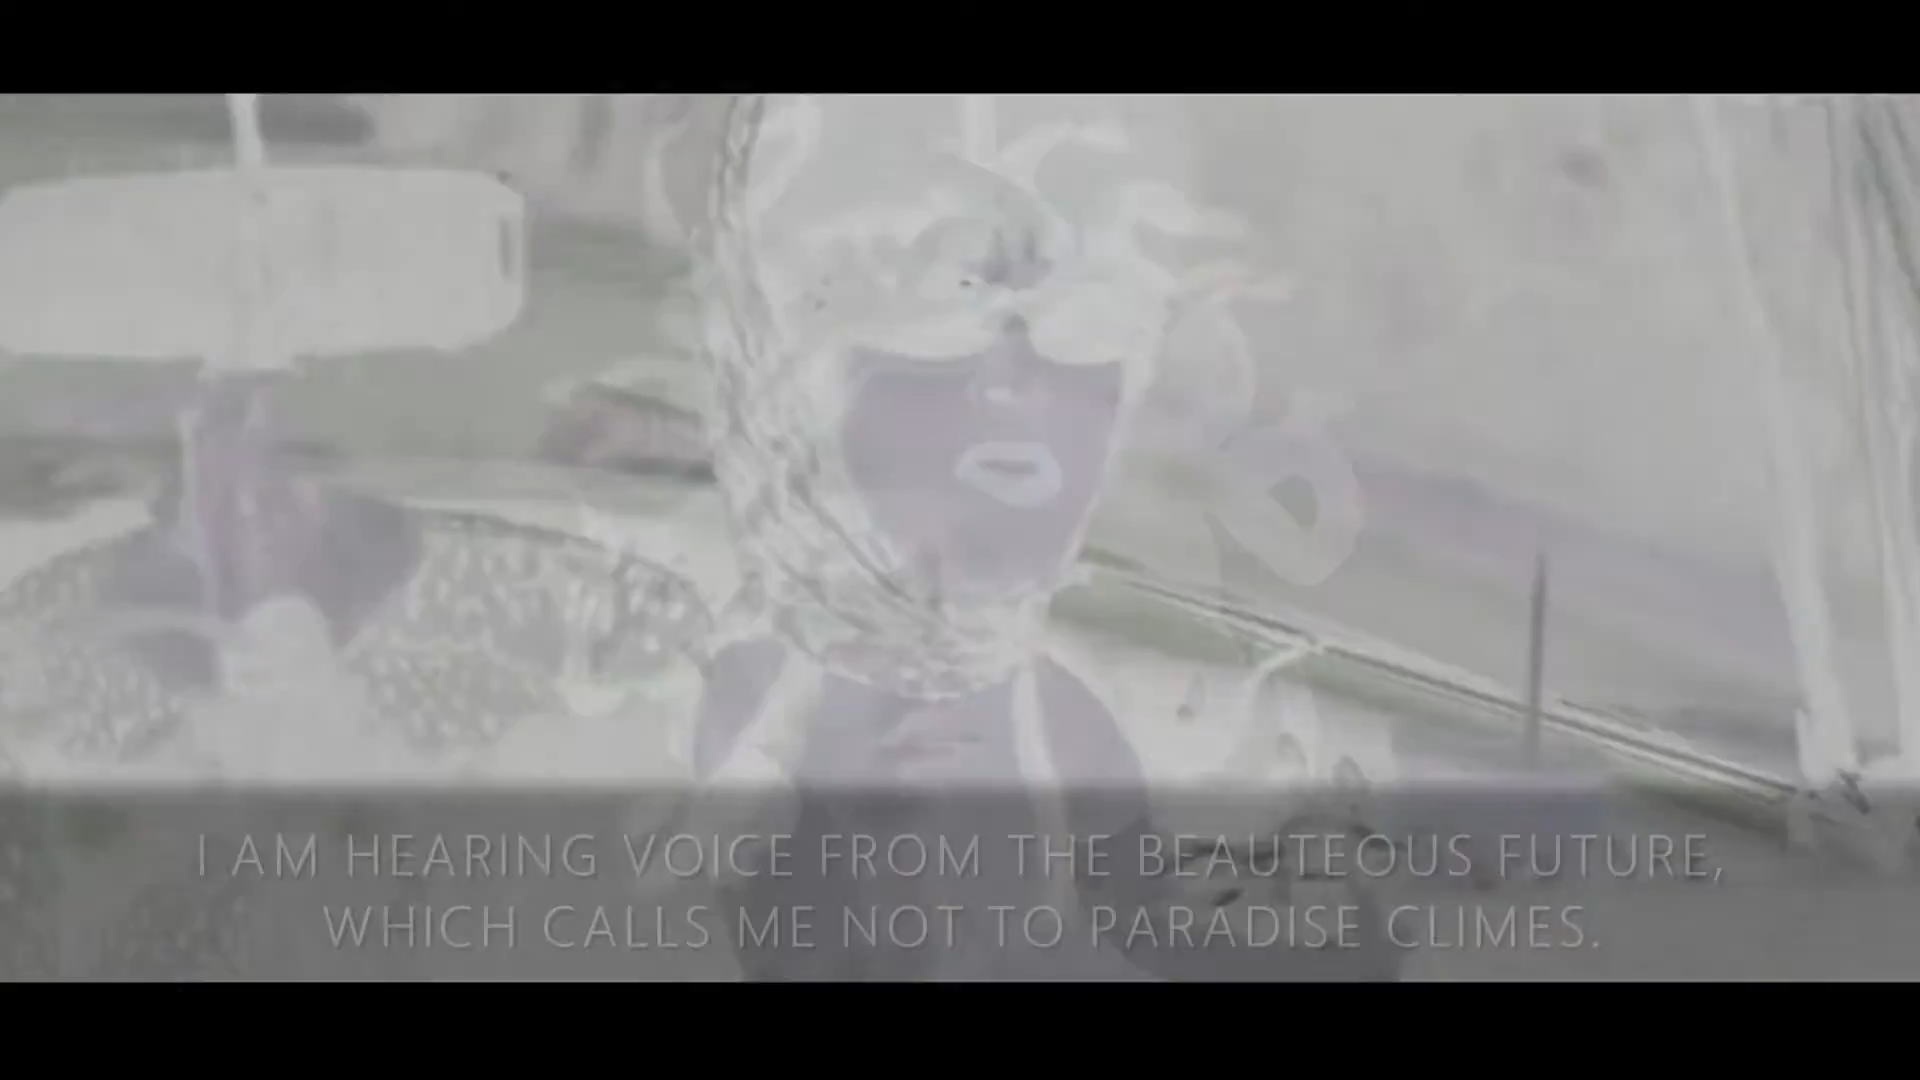 I AM HEARING VOICE FROM THE BEAUTEOUS FUTURE,
WHICH CALLS ME NOT TO PARADISE CLIMES.